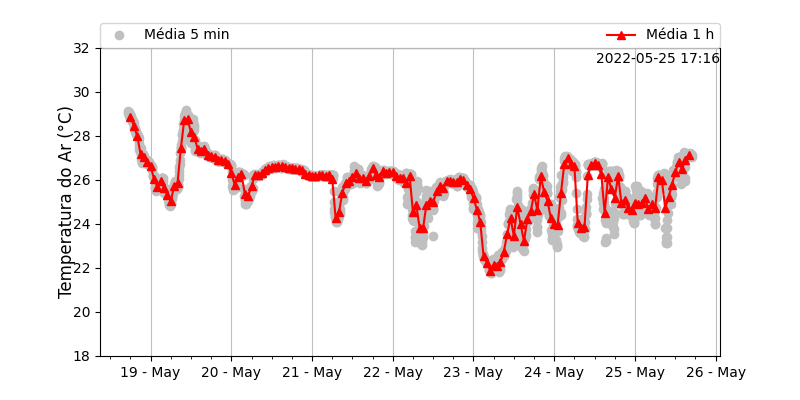 Média 5 min
Média 1 h
2022-05-25 17:16
Temperatura do Ar (°C)
32
30
28
26
24
22
20
18
19 - May
20 - May
21 - May
22 - May
23 - May
24 - May
25 - May
26 - May